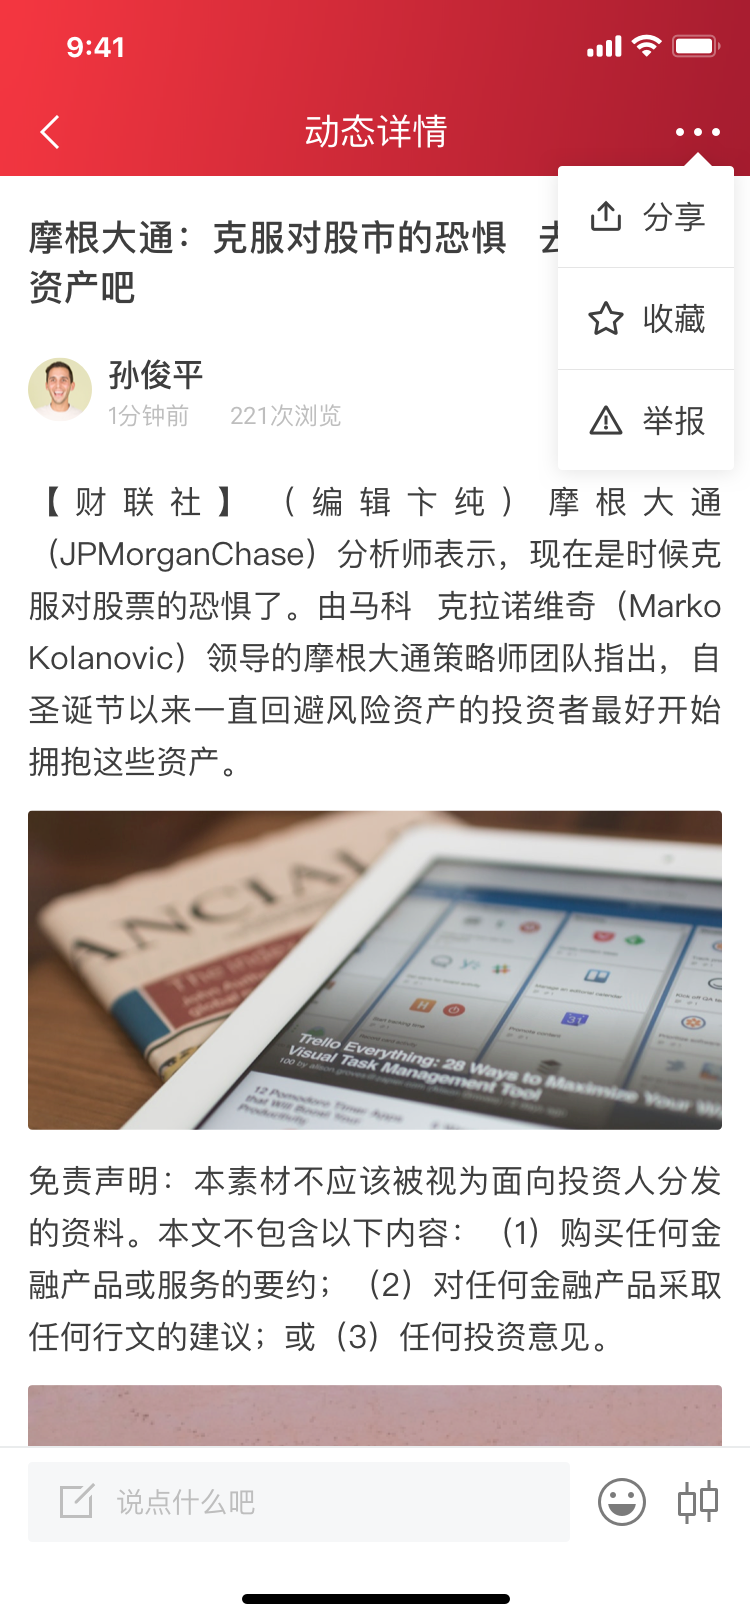 9:41
动态详情
分享
收藏
举报
摩根大通：克服对股市的恐惧 去
资产吧
孙俊平
1分钟前 221次浏览
【财联社】（编辑卞纯）摩根大通
（JPMorganChase）分析师表示，现在是时候克
服对股票的恐惧了。由马科 克拉诺维奇（Marko
Kolanovic）领导的摩根大通策略师团队指出，自
圣诞节以来一直回避风险资产的投资者最好开始
拥抱这些资产。
ANCIAL
Trello Everything: 28 Ways to Maximize Your
Visual Task Management Tool
12 Pomodoro Timer Apps
that Will Boost Your
Productivity
免责声明：本素材不应该被视为面向投资人分发
的资料。本文不包含以下内容：（1）购买任何金
融产品或服务的要约；（2）对任何金融产品采取
任何行文的建议；或（3）任何投资意见。
说点什么吧